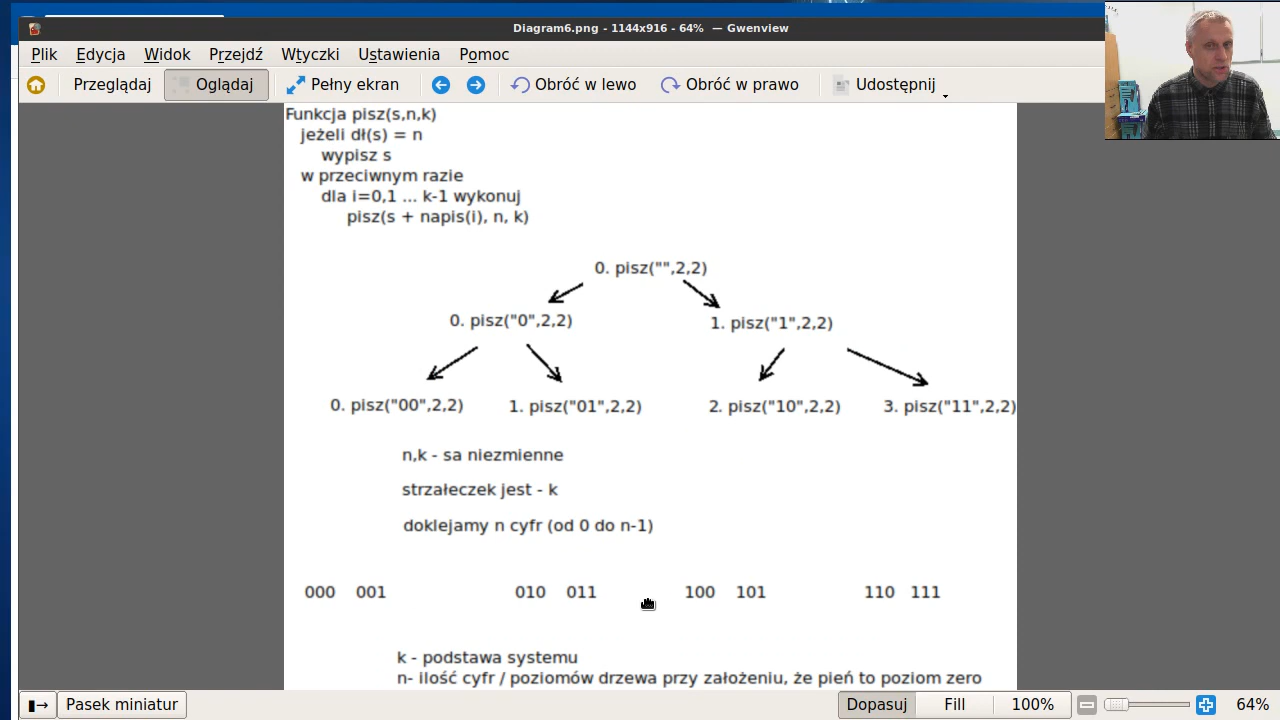 Diagram6.png - 1144x916 - 64% — Gwenview
Plik Edycja Widok Przejdź Wtyczki Ustawienia Pomoc
Przeglądaj Oglądaj Pełny ekran Obróć w lewo Obróć w prawo Udostępnij
Funkcja pisz(s,n,k)
jeżeli dł(s) = n
wypisz s
w przeciwnym razie
dla i=0,1 ... k-1 wykonuj
pisz(s + napis(i), n, k)
0. pisz("",2,2)
0. pisz("0",2,2) 1. pisz("1",2,2)
0. pisz("00",2,2) 1. pisz("01",2,2) 2. pisz("10",2,2) 3. pisz("11",2,2)
n,k - sa niezmienne
strzałeczek jest - k
doklejamy n cyfr (od 0 do n-1)
000 001 010 011 100 101 110 111
k - podstawa systemu
n- ilość cyfr / poziomów drzewa przy założeniu, że pień to poziom zero
Pasek miniatur Dopasuj Fill 100% 64%